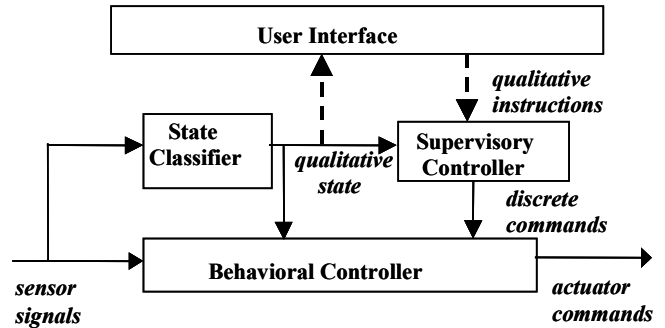 User Interface
qualitative
instructions
State
Classifier
qualitative
state
Supervisory
Controller
discrete
commands
Behavioral Controller
sensor
signals
actuator
commands